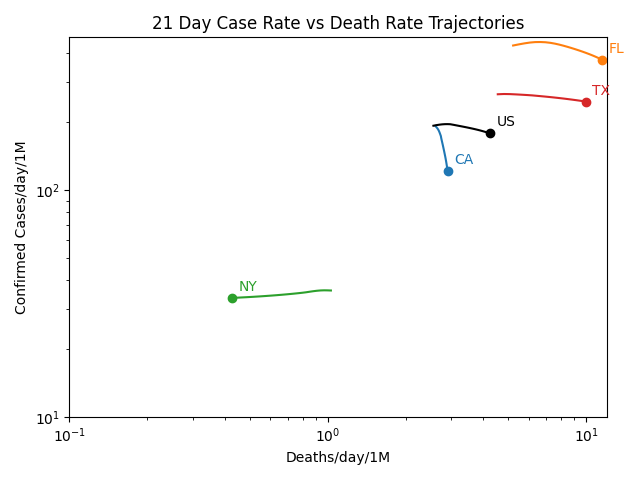 21 Day Case Rate vs Death Rate Trajectories
Confirmed Cases/day/1M
10²
10¹
FL
TX
US
CA
NY
10⁻¹
10⁰
10¹
Deaths/day/1M